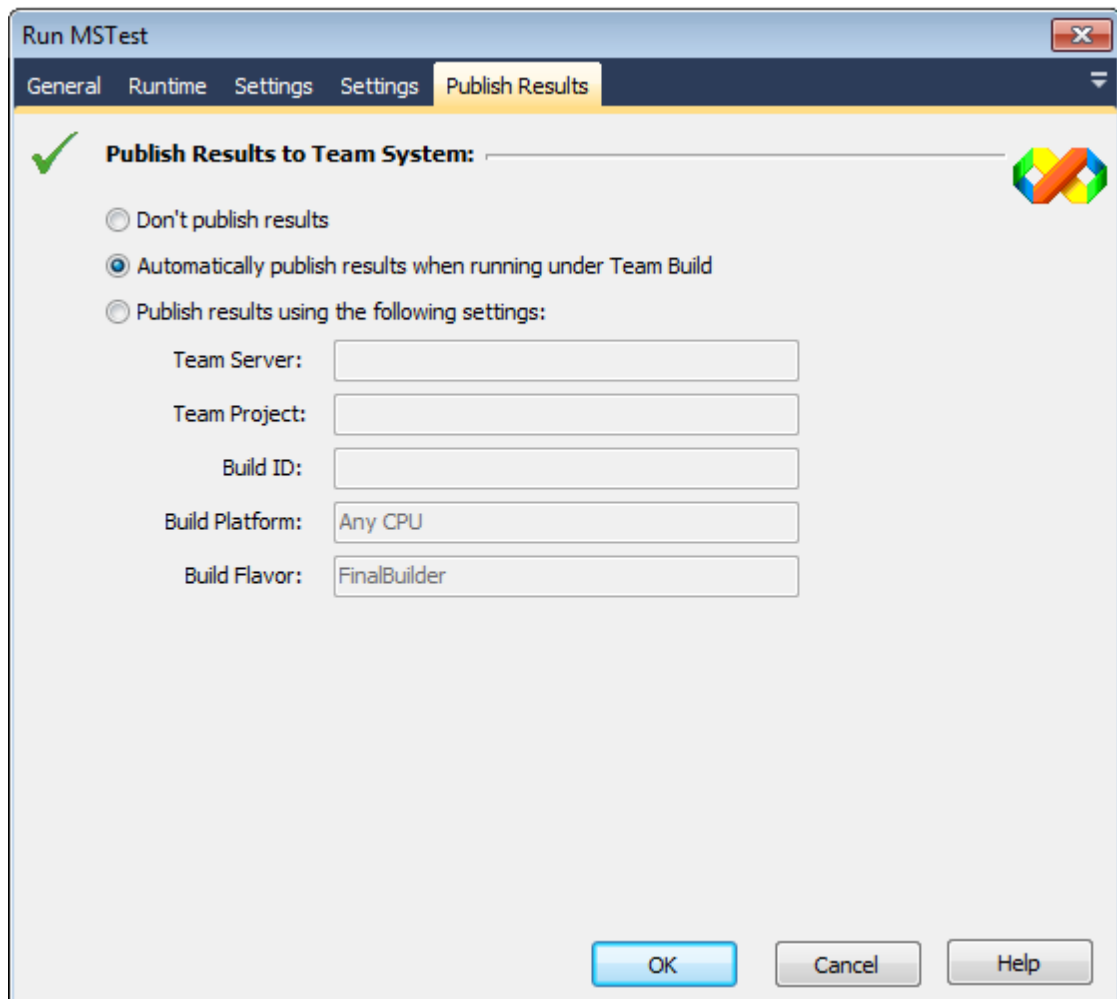 Run MSTest
General Runtime Settings Settings Publish Results
Publish Results to Team System:
Don't publish results
Automatically publish results when running under Team Build
Publish results using the following settings:
Team Server:
Team Project:
Build ID:
Build Platform: Any CPU
Build Flavor: FinalBuilder
OK Cancel Help